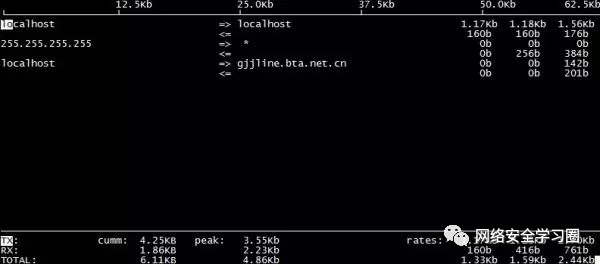 12.5Kb 25.0Kb 37.5Kb 50.0Kb 62.5Kb
localhost => localhost 1.17Kb 1.18Kb 1.56Kb
<= 160b 160b 176b
255.255.255.255 => * 0b 0b 0b
<= 0b 256b 384b
localhost => gjjline.bta.net.cn 0b 0b 142b
<= 0b 0b 201b
TX: cumm: 4.25KB peak: 3.55Kb rates:
RX: 1.86KB 2.23Kb 160b 416b 761b
TOTAL: 6.11KB 4.86Kb 1.33Kb 1.59Kb 2.44Kb
网络安全学习圈